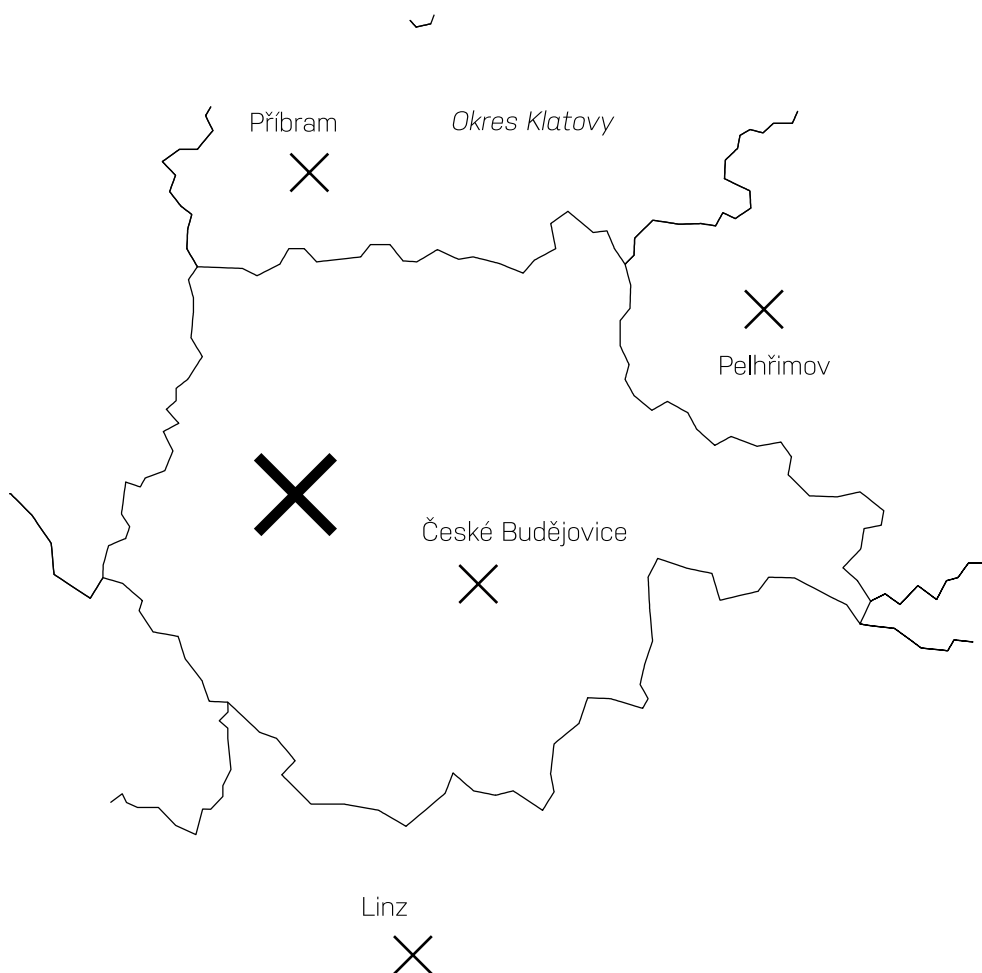 Příbram
Okres Klatovy
Pelhřimov
České Budějovice
Linz